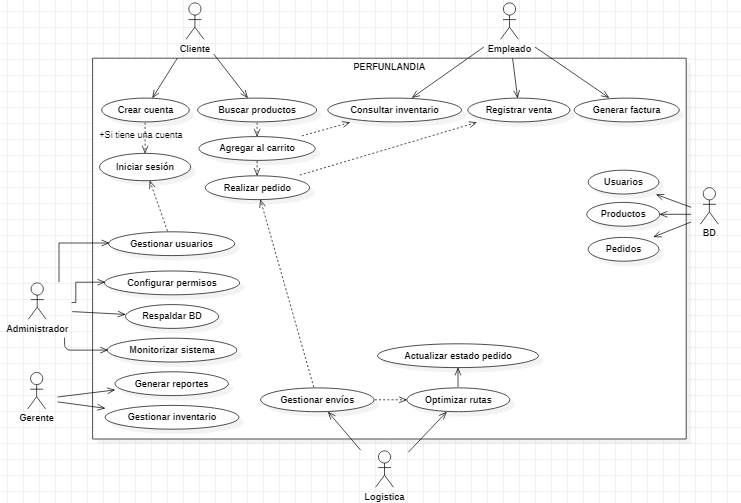 Cliente
Empleado
PERFUNLANDIA
Crear cuenta
Buscar productos
Consultar inventario
Registrar venta
Generar factura
+Si tiene una cuenta
Agregar al carrito
Iniciar sesión
Realizar pedido
Usuarios
Productos
BD
Pedidos
Gestionar usuarios
Configurar permisos
Respaldar BD
Administrador
Monitorizar sistema
Actualizar estado pedido
Generar reportes
Gestionar envíos
Optimizar rutas
Gerente
Gestionar inventario
Logistica